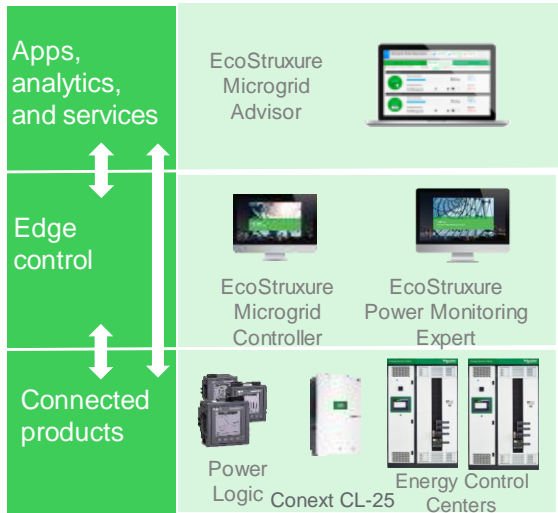 Apps,
analytics,
and services
EcoStruxure
Microgrid
Advisor
Edge
control
EcoStruxure
Microgrid
Controller
EcoStruxure
Power Monitoring
Expert
Connected
products
Power
Logic
Conext CL-25
Energy Control
Centers